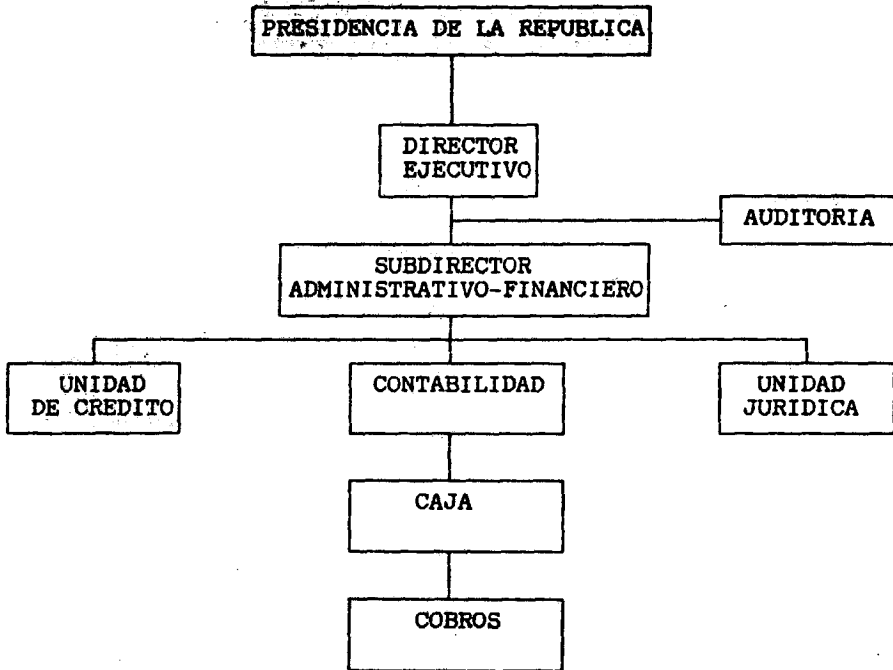 PRESIDENCIA DE LA REPUBLICA
DIRECTOR
EJECUTIVO
AUDITORIA
SUBDIRECTOR
ADMINISTRATIVO-FINANCIERO
UNIDAD
DE CREDITO
CONTABILIDAD
UNIDAD
JURIDICA
CAJA
COBROS